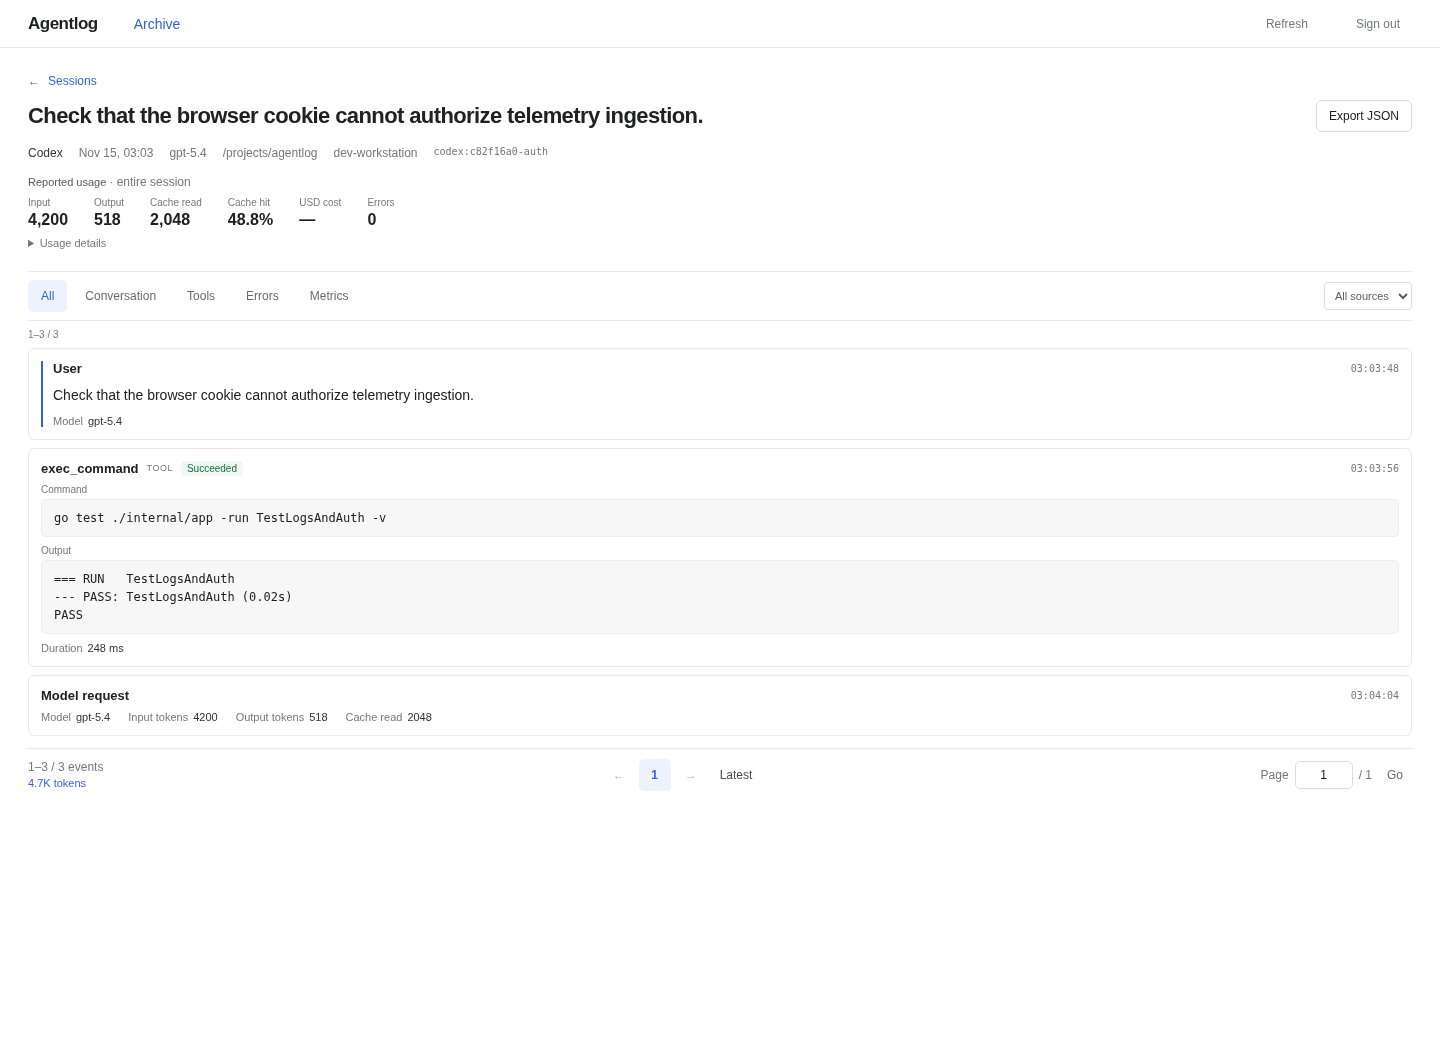 Agentlog Archive Refresh Sign out
← Sessions
Check that the browser cookie cannot authorize telemetry ingestion. Export JSON
Codex Nov 15, 03:03 gpt-5.4 /projects/agentlog dev-workstation codex:c82f16a0-auth
Reported usage · entire session
Input Output Cache read Cache hit USD cost Errors
4,200 518 2,048 48.8% — 0
▶ Usage details
All Conversation Tools Errors Metrics All sources
1–3 / 3
User 03:03:48
Check that the browser cookie cannot authorize telemetry ingestion.
Model gpt-5.4
exec_command TOOL Succeeded 03:03:56
Command
go test ./internal/app -run TestLogsAndAuth -v
Output
=== RUN   TestLogsAndAuth
--- PASS: TestLogsAndAuth (0.02s)
PASS
Duration 248 ms
Model request 03:04:04
Model gpt-5.4 Input tokens 4200 Output tokens 518 Cache read 2048
1–3 / 3 events ← 1 → Latest Page 1 / 1 Go
4.7K tokens